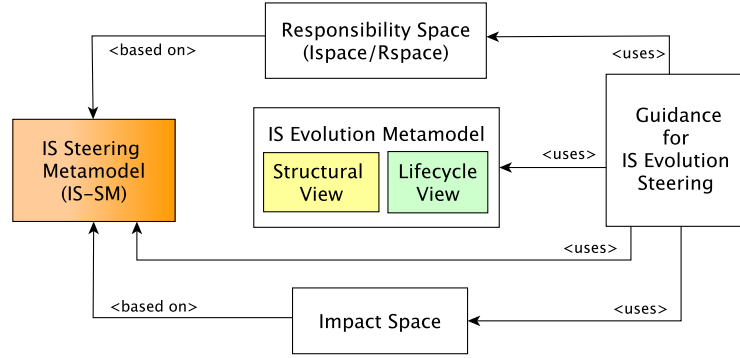 Responsibility Space
(Ispace/Rspace)
<based on>
<uses>
IS Steering
Metamodel
(IS-SM)
IS Evolution Metamodel
Structural
View
Lifecycle
View
<uses>
Guidance
for
IS Evolution
Steering
<uses>
<based on>
Impact Space
<uses>